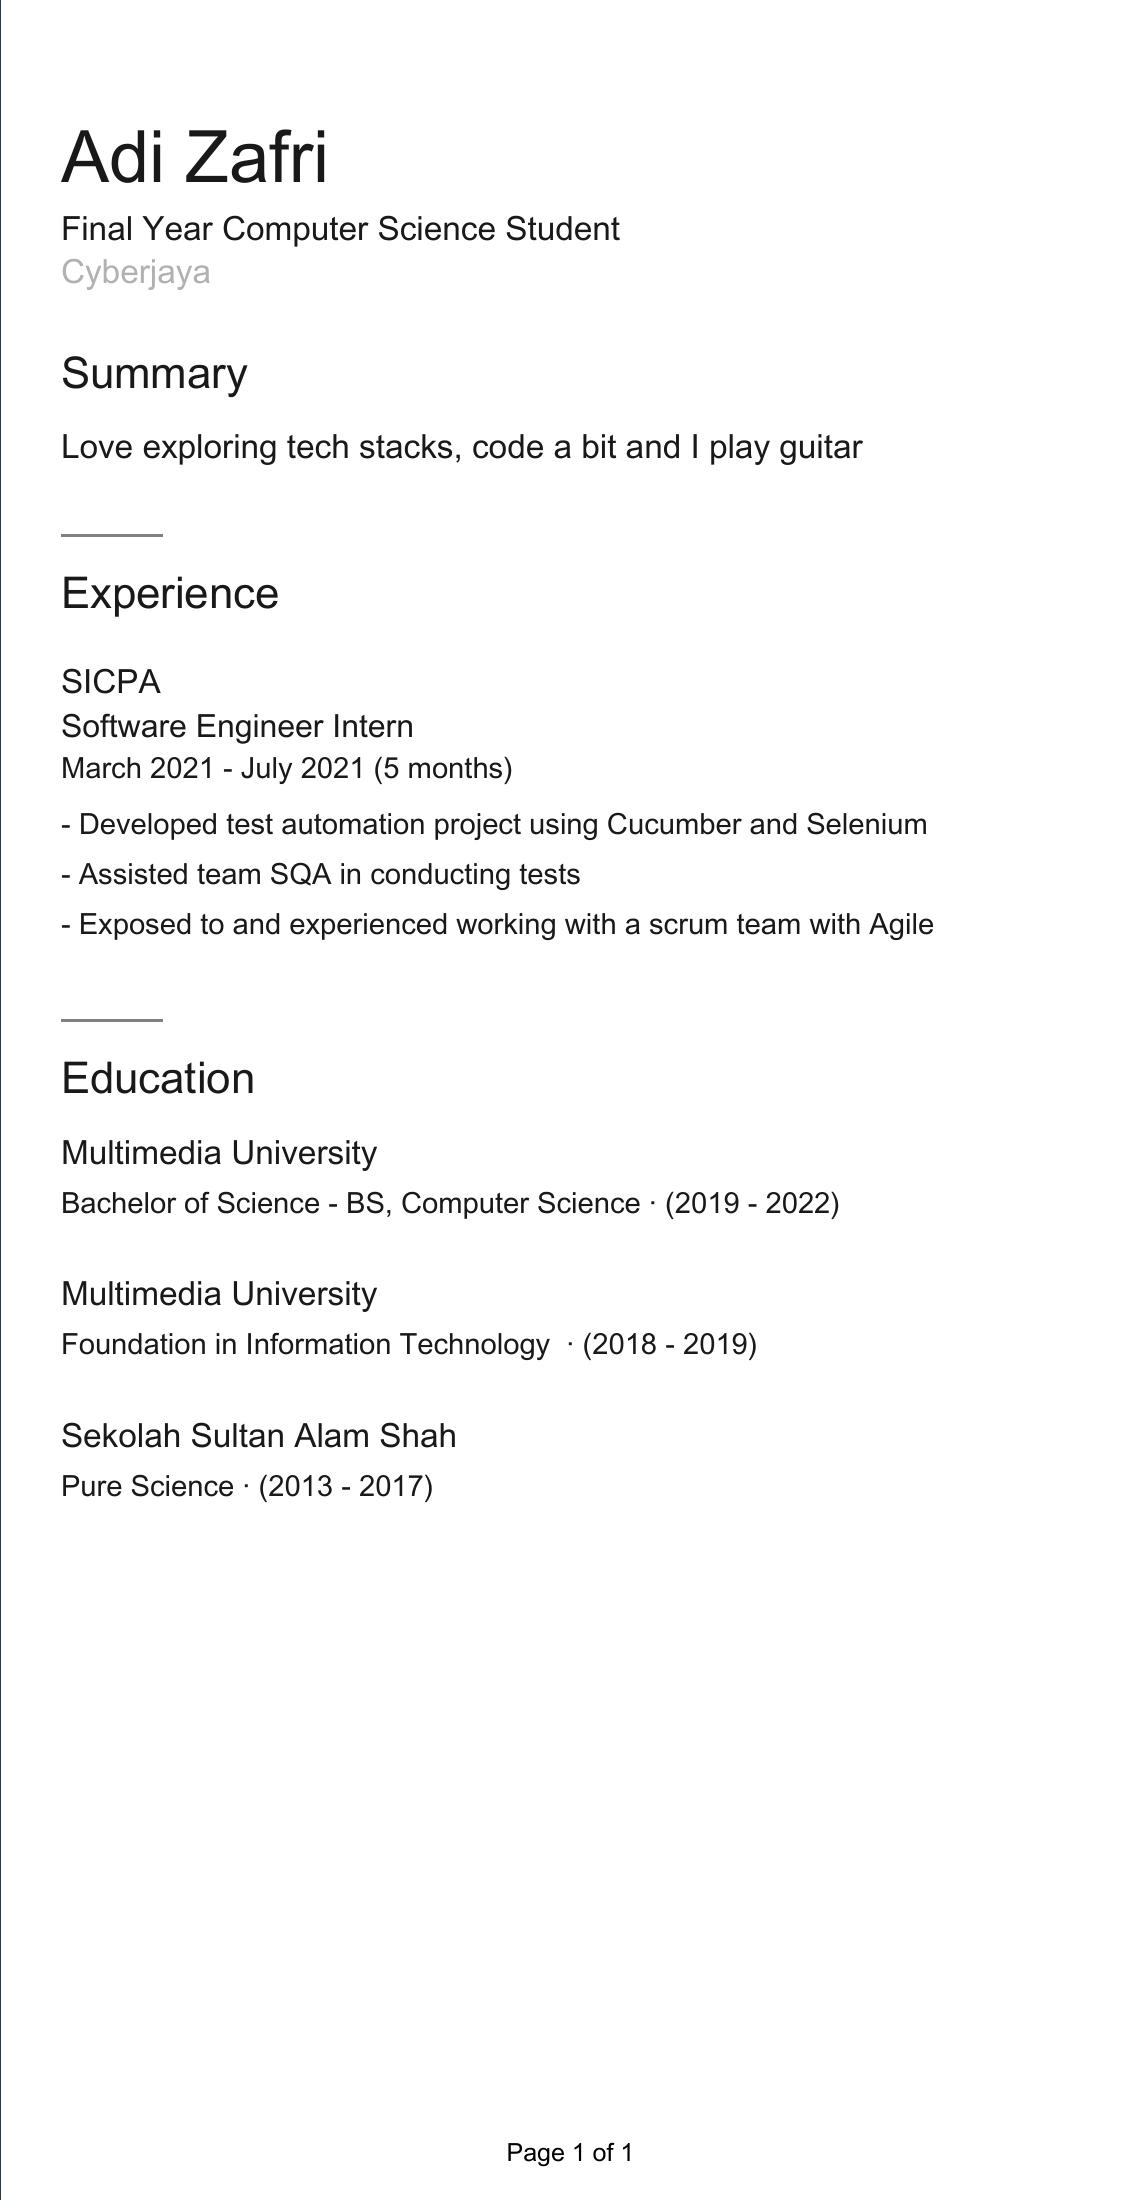 Adi Zafri
Final Year Computer Science Student
Cyberjaya
Summary
Love exploring tech stacks, code a bit and I play guitar
Experience
SICPA
Software Engineer Intern
March 2021 - July 2021 (5 months)
- Developed test automation project using Cucumber and Selenium
- Assisted team SQA in conducting tests
- Exposed to and experienced working with a scrum team with Agile
Education
Multimedia University
Bachelor of Science - BS, Computer Science · (2019 - 2022)
Multimedia University
Foundation in Information Technology · (2018 - 2019)
Sekolah Sultan Alam Shah
Pure Science · (2013 - 2017)
Page 1 of 1